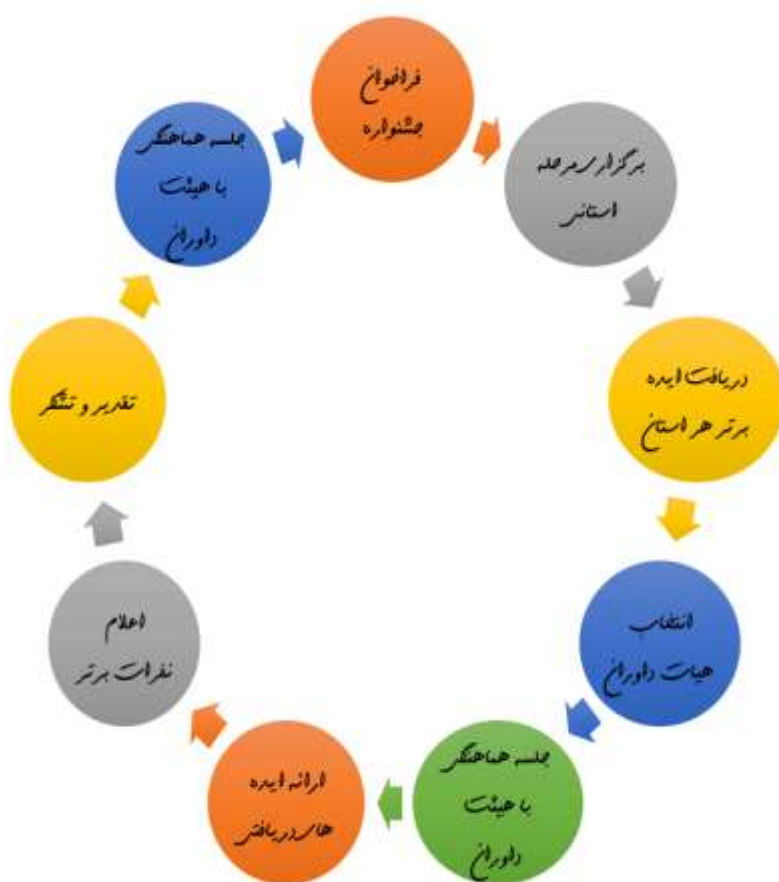 فراخوان
جشنواره
برگزاری مرحله
استانی
دریافت ایده
برتر هر استان
انتخاب
هیات داوران
جلسه هماهنگی
با هیئت
داوران
ارائه ایده
های دریافتی
اعلام
نفرات برتر
تقدیر و تشکر
جلسه هماهنگی
با هیئت
داوران